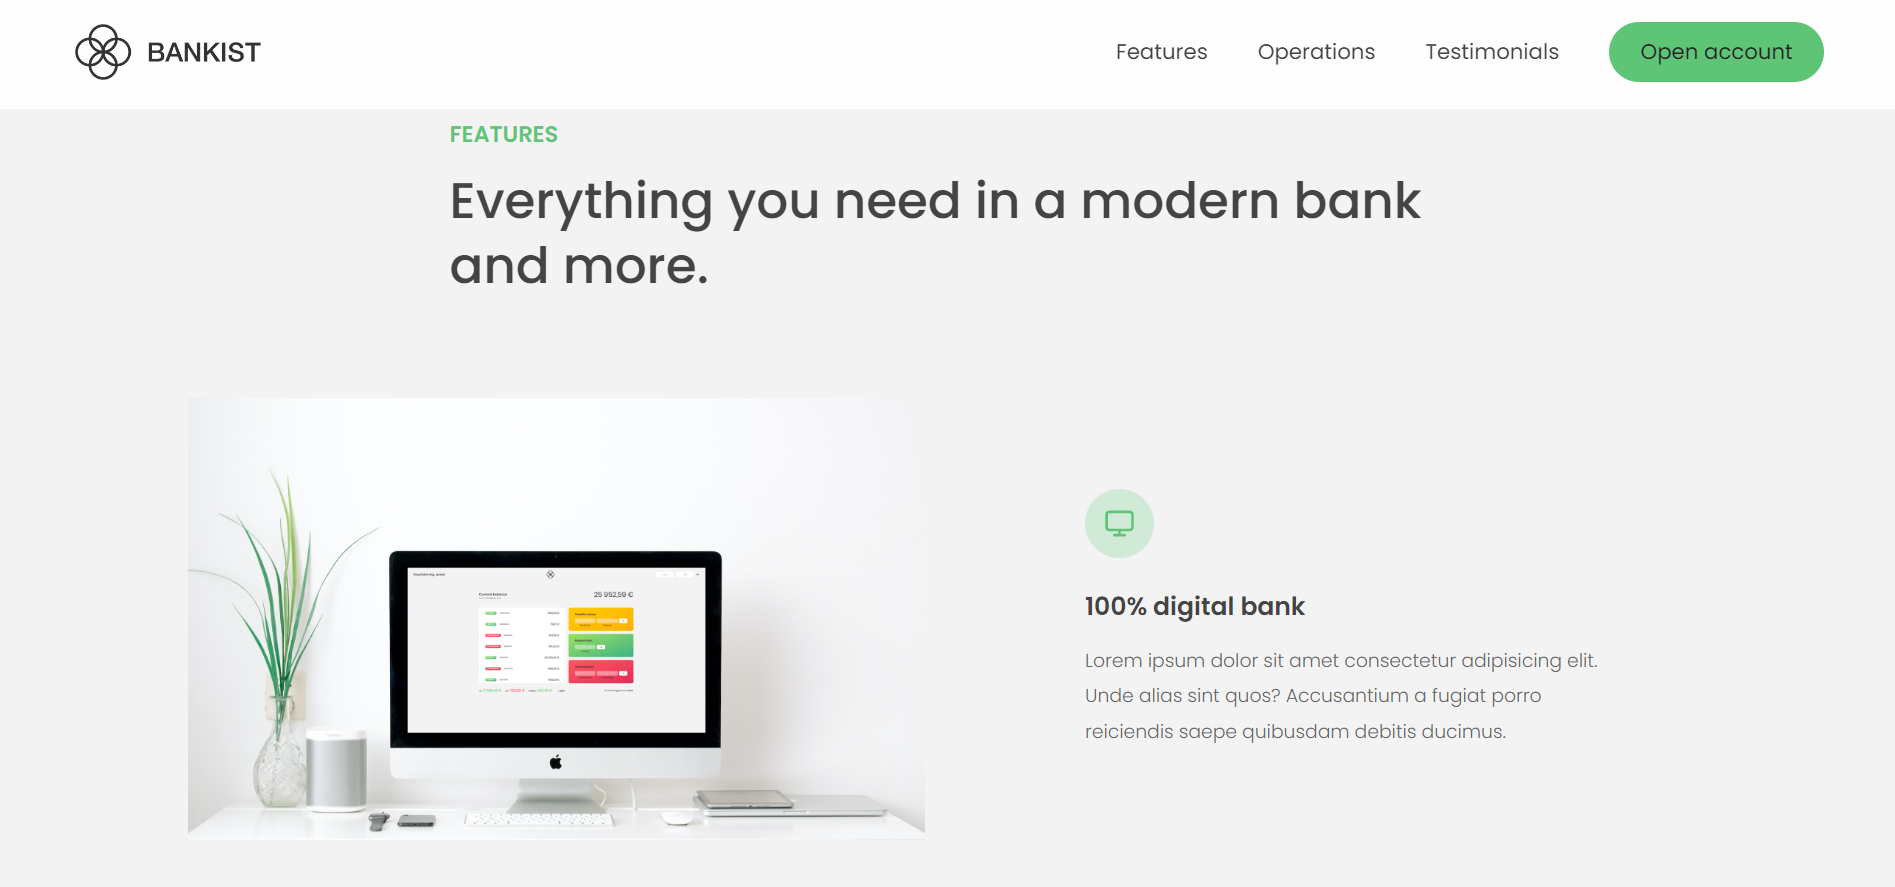 BANKIST
Features
Operations
Testimonials
Open account
FEATURES
Everything you need in a modern bank
and more.
25 952,59 €
100% digital bank
Lorem ipsum dolor sit amet consectetur adipisicing elit.
Unde alias sint quos? Accusantium a fugiat porro
reiciendis saepe quibusdam debitis ducimus.